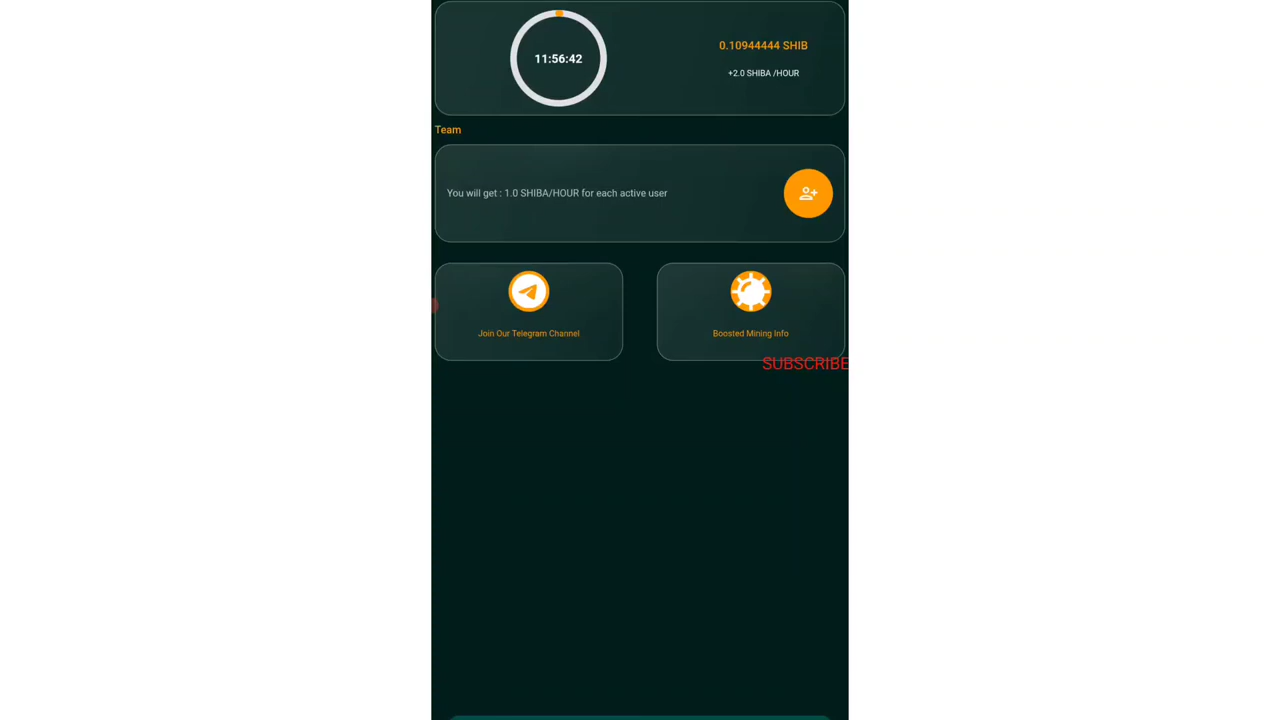 11:56:42
0.10944444 SHIB
+2.0 SHIBA /HOUR
Team
You will get : 1.0 SHIBA/HOUR for each active user
Join Our Telegram Channel
Boosted Mining Info
SUBSCRIBE